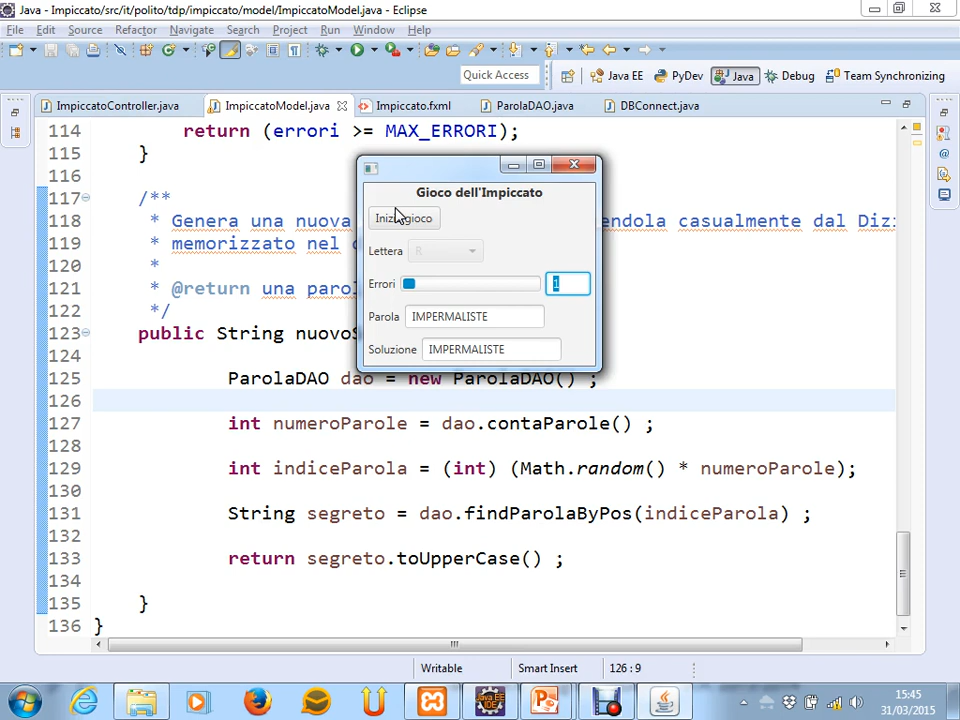 Java - Impiccato/src/it/polito/tdp/impiccato/model/ImpiccatoModel.java - Eclipse
File Edit Source Refactor Navigate Search Project Run Window Help
Quick Access Java EE PyDev Java Debug Team Synchronizing
ImpiccatoController.java ImpiccatoModel.java Impiccato.fxml ParolaDAO.java DBConnect.java
114 return (errori >= MAX_ERRORI);
115 }
116
117 /**
118 * Genera una nuova endola casualmente dal Diz
119 * memorizzato nel
120 *
121 * @return una
122 */
123 public String
124
125 ParolaDAO dao = new ParolaDAO() ;
126
127 int numeroParole = dao.contaParole() ;
128
129 int indiceParola = (int) (Math.random() * numeroParole);
130
131 String segreto = dao.findParolaByPos(indiceParola) ;
132
133 return segreto.toUpperCase() ;
134
135 }
136 }
Gioco dell'Impiccato
gioco
Lettera R
Errori 1
Parola IMPERMALISTE
Soluzione IMPERMALISTE
Writable Smart Insert 126 : 9
15:45
31/03/2015